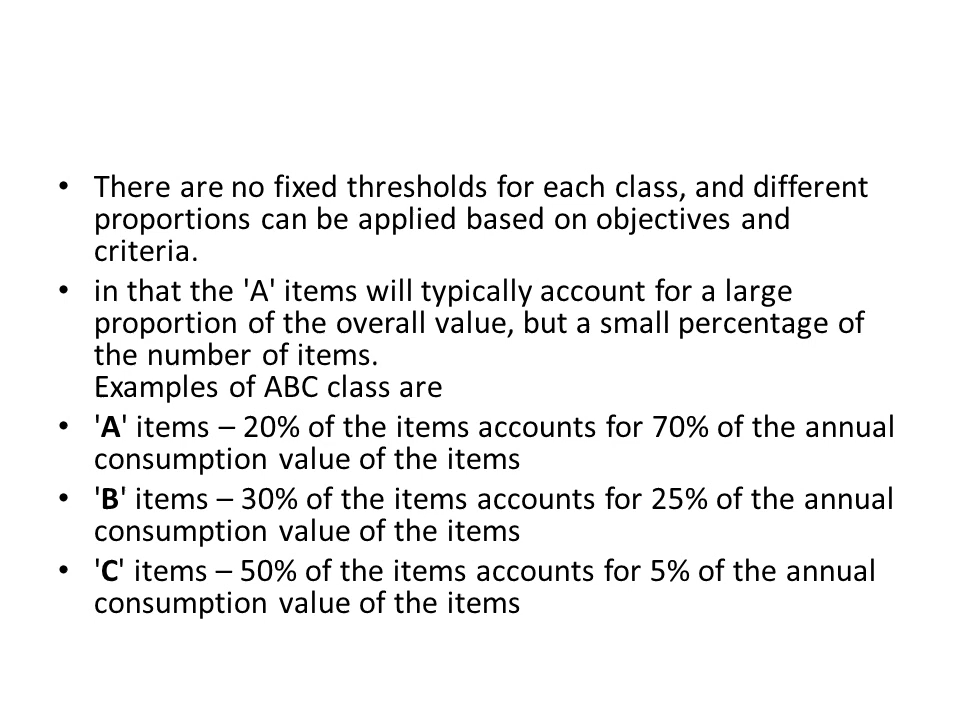 • There are no fixed thresholds for each class, and different
proportions can be applied based on objectives and
criteria.
• in that the 'A' items will typically account for a large
proportion of the overall value, but a small percentage of
the number of items.
Examples of ABC class are
• 'A' items – 20% of the items accounts for 70% of the annual
consumption value of the items
• 'B' items – 30% of the items accounts for 25% of the annual
consumption value of the items
• 'C' items – 50% of the items accounts for 5% of the annual
consumption value of the items